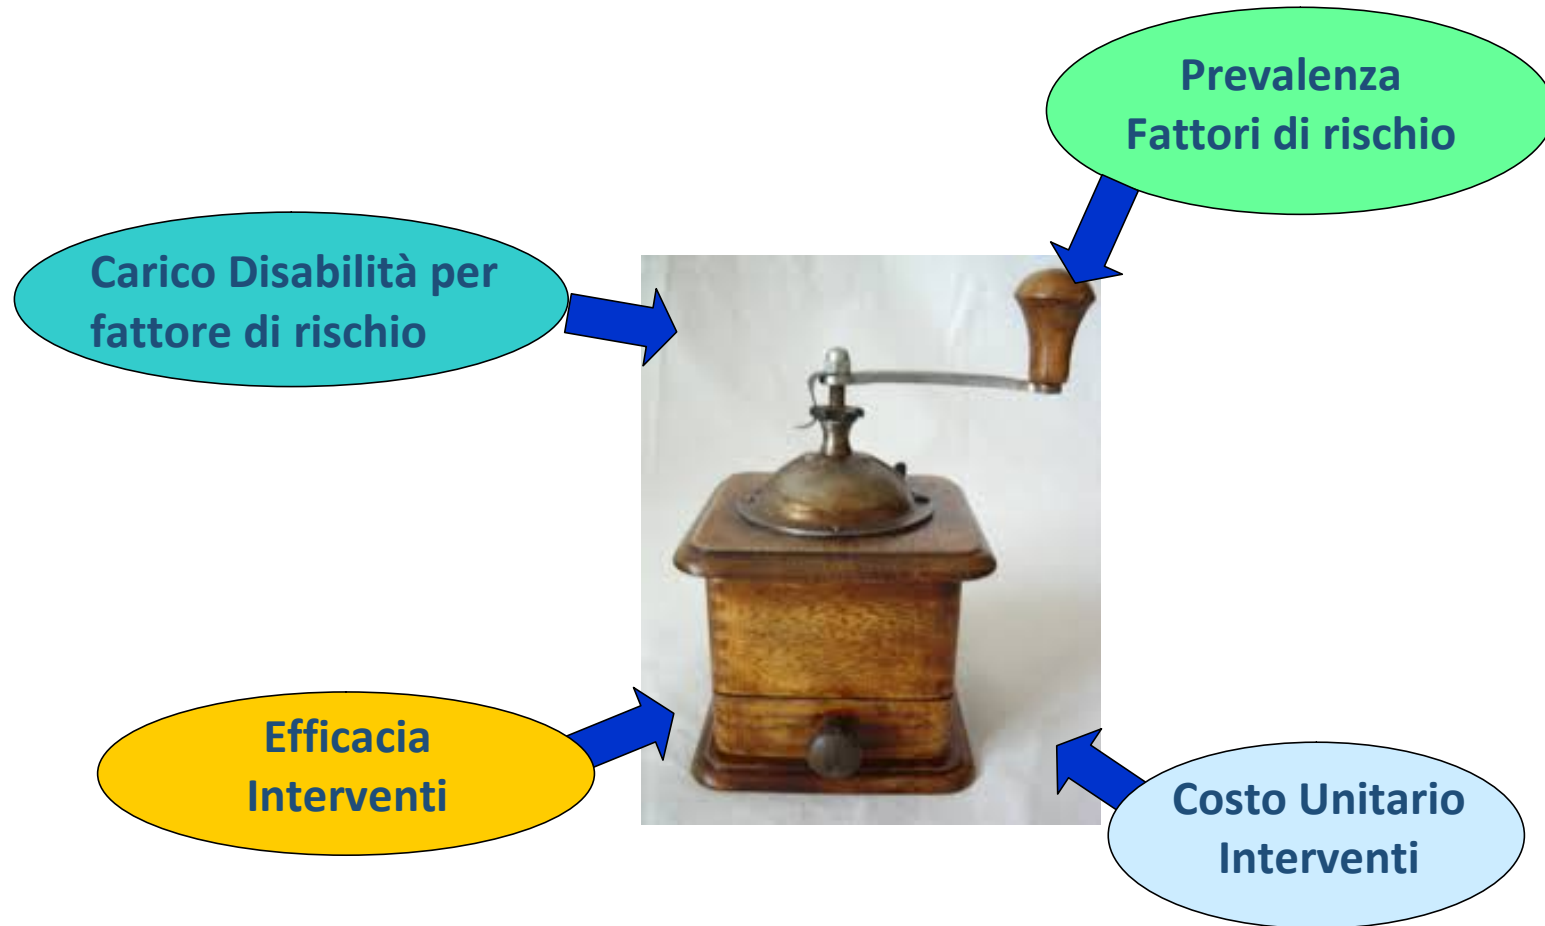 Prevalenza
Fattori di rischio
Carico Disabilità per
fattore di rischio
Efficacia
Interventi
Costo Unitario
Interventi